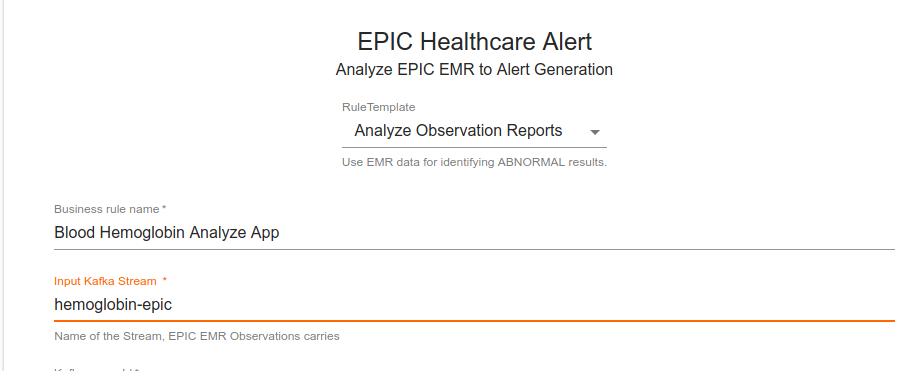 EPIC Healthcare Alert
Analyze EPIC EMR to Alert Generation
RuleTemplate
Analyze Observation Reports
Use EMR data for identifying ABNORMAL results.
Business rule name *
Blood Hemoglobin Analyze App
Input Kafka Stream *
hemoglobin-epic
Name of the Stream, EPIC EMR Observations carries